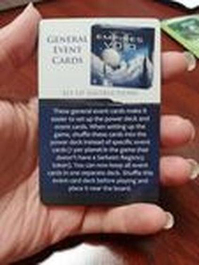 GENERAL
EVENT
CARDS
EMPIRES
OF THE
VOID
SET UP INSTRUCTIONS
These general event cards make it
easier to set up the power deck and
event cards. When setting up the
game, shuffle these cards into the
power deck instead of specific event
cards (1 per planet in the game that
doesn't have a Sarkeen Regency
token). You can now keep all event
cards in one separate deck. Shuffle this
event card deck before playing and
place it near the board.